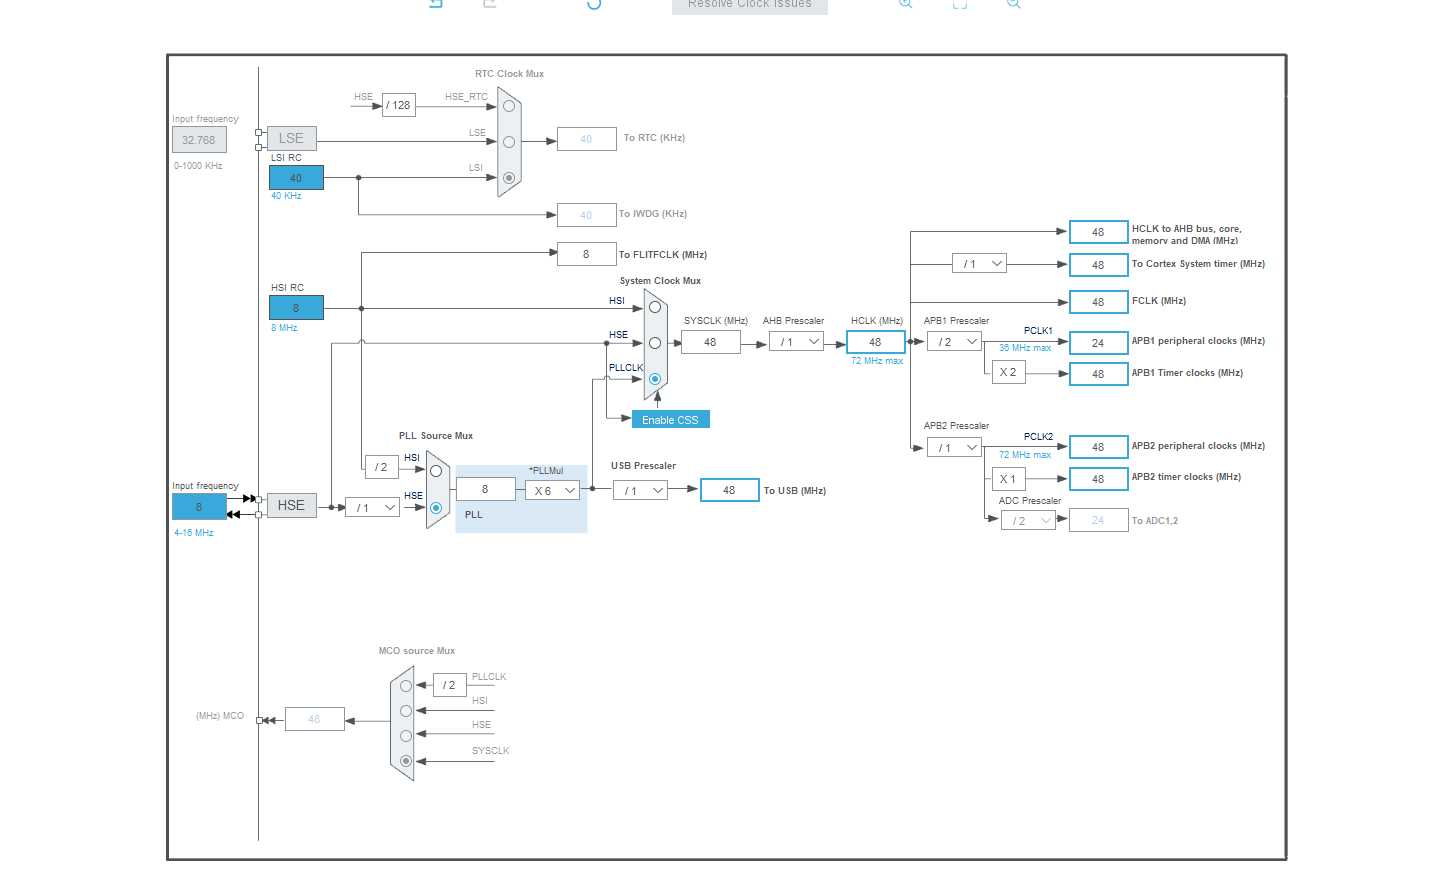 Resolve Clock Issues
RTC Clock Mux
HSE
/ 128
HSE_RTC
Input frequency
32.768
0-1000 KHz
LSE
LSE
40
To RTC (KHz)
LSI RC
40
40 KHz
LSI
40
To IWDG (KHz)
8
To FLITFCLK (MHz)
HSI RC
8
8 MHz
System Clock Mux
HSI
HSE
PLLCLK
Enable CSS
SYSCLK (MHz)
48
AHB Prescaler
/ 1
HCLK (MHz)
48
72 MHz max
48
HCLK to AHB bus, core,
memory and DMA (MHz)
/ 1
48
To Cortex System timer (MHz)
48
FCLK (MHz)
APB1 Prescaler
/ 2
PCLK1
36 MHz max
24
APB1 peripheral clocks (MHz)
X 2
48
APB1 Timer clocks (MHz)
APB2 Prescaler
/ 1
PCLK2
72 MHz max
48
APB2 peripheral clocks (MHz)
X 1
48
APB2 timer clocks (MHz)
ADC Prescaler
/ 2
24
To ADC1,2
PLL Source Mux
/ 2
HSI
Input frequency
8
4-16 MHz
HSE
/ 1
HSE
8
*PLLMul
X 6
PLL
USB Prescaler
/ 1
48
To USB (MHz)
MCO source Mux
/ 2
PLLCLK
HSI
HSE
SYSCLK
(MHz) MCO
48